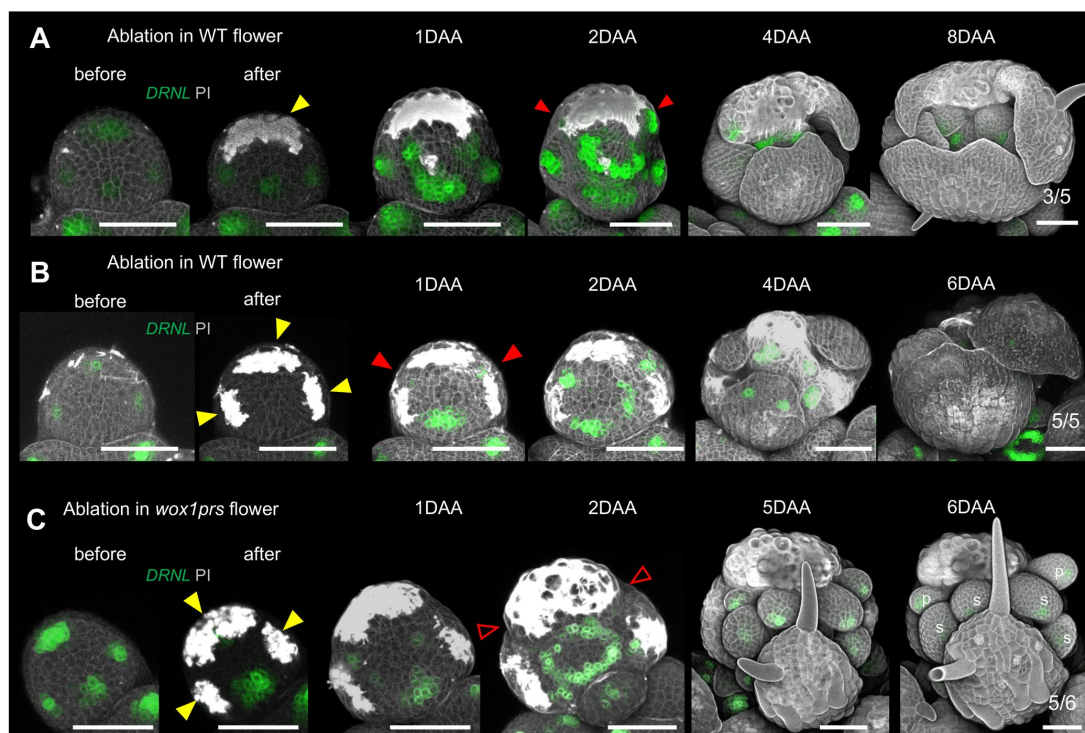 A
Ablation in WT flower
1DAA
2DAA
4DAA
8DAA
before
after
DRNL PI
3/5
B
Ablation in WT flower
1DAA
2DAA
4DAA
6DAA
before
after
DRNL PI
5/5
C
Ablation in wox1prs flower
1DAA
2DAA
5DAA
6DAA
before
after
DRNL PI
p
p
s
s
s
s
5/6